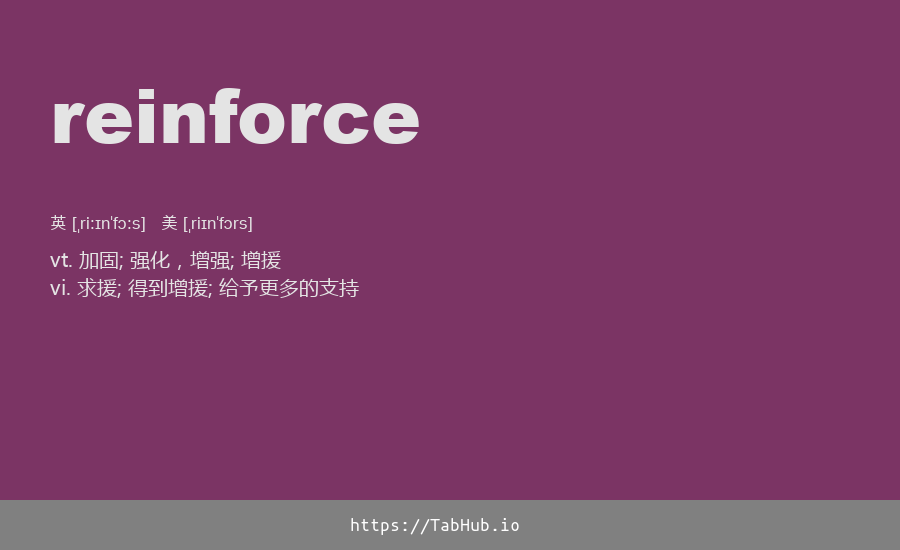 reinforce
英 [ˌriːɪnˈfɔːs] 美 [ˌriɪnˈfɔrs]
vt. 加固; 强化，增强; 增援
vi. 求援; 得到增援; 给予更多的支持
https://TabHub.io